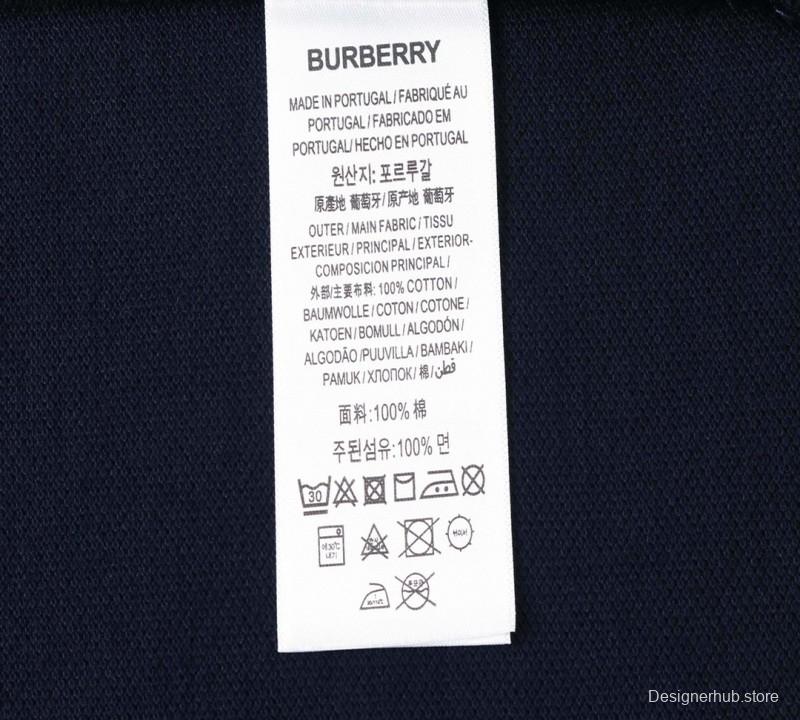 BURBERRY
MADE IN PORTUGAL / FABRIQUÉ AU
PORTUGAL / FABRICADO EM
PORTUGAL/ HECHO EN PORTUGAL
원산지: 포르투갈
原產地 葡萄牙/ 原产地 葡萄牙
OUTER / MAIN FABRIC / TISSU
EXTERIEUR / PRINCIPAL / EXTERIOR-
COMPOSICION PRINCIPAL /
外部/主要布料: 100% COTTON /
BAUMWOLLE / COTON / COTONE /
KATOEN / BOMULL / ALGODÓN /
ALGODÃO /PUUVILLA / BAMBAKI /
PAMUK / ХЛОПОК / 棉/ قطن
面料:100% 棉
주된섬유:100% 면
30
Designerhub.store